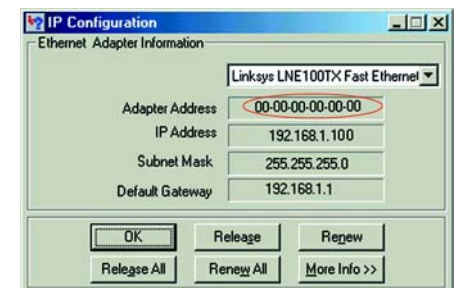 IP Configuration
Ethernet Adapter Information
Linksys LNE100TX Fast Ethernet
Adapter Address 00-00-00-00-00-00
IP Address 192.168.1.100
Subnet Mask 255.255.255.0
Default Gateway 192.168.1.1
OK Release Renew
Release All Renew All More Info >>